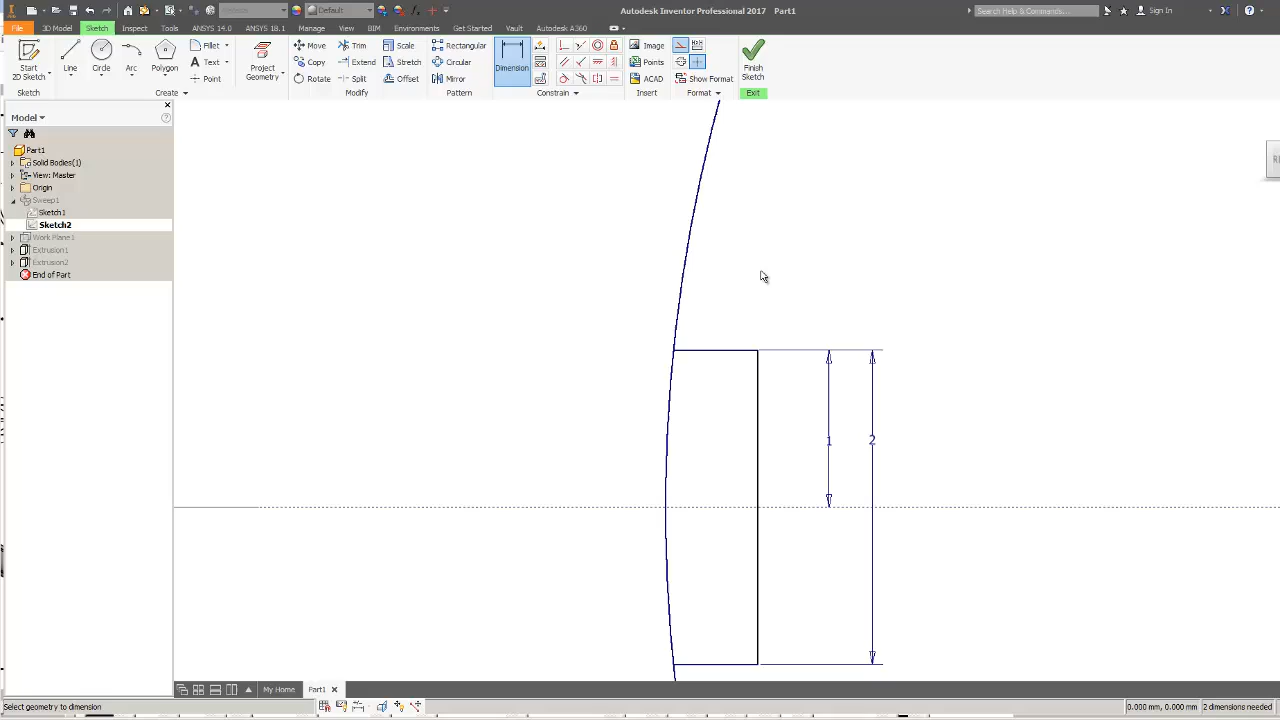 Autodesk Inventor Professional 2017 Part1
Default
Search Help & Commands...
Sign In
File 3D Model Sketch Inspect Tools ANSYS 14.0 ANSYS 18.1 Manage View BIM Environments Get Started Vault Autodesk A360
Start
2D Sketch
Line
Circle
Arc
Polygon
Fillet
Text
Point
Project
Geometry
Move Trim Scale
Copy Extend Stretch
Rotate Split Offset
Rectangular
Circular
Mirror
Dimension
Image
Points
ACAD
Show Format
Finish
Sketch
Sketch Create Modify Pattern Constrain Insert Format Exit
Model
Part1
Solid Bodies(1)
View: Master
Origin
Sweep1
Sketch1
Sketch2
Work Plane1
Extrusion1
Extrusion2
End of Part
1
2
My Home Part1
Select geometry to dimension
0.000 mm, 0.000 mm
2 dimensions needed